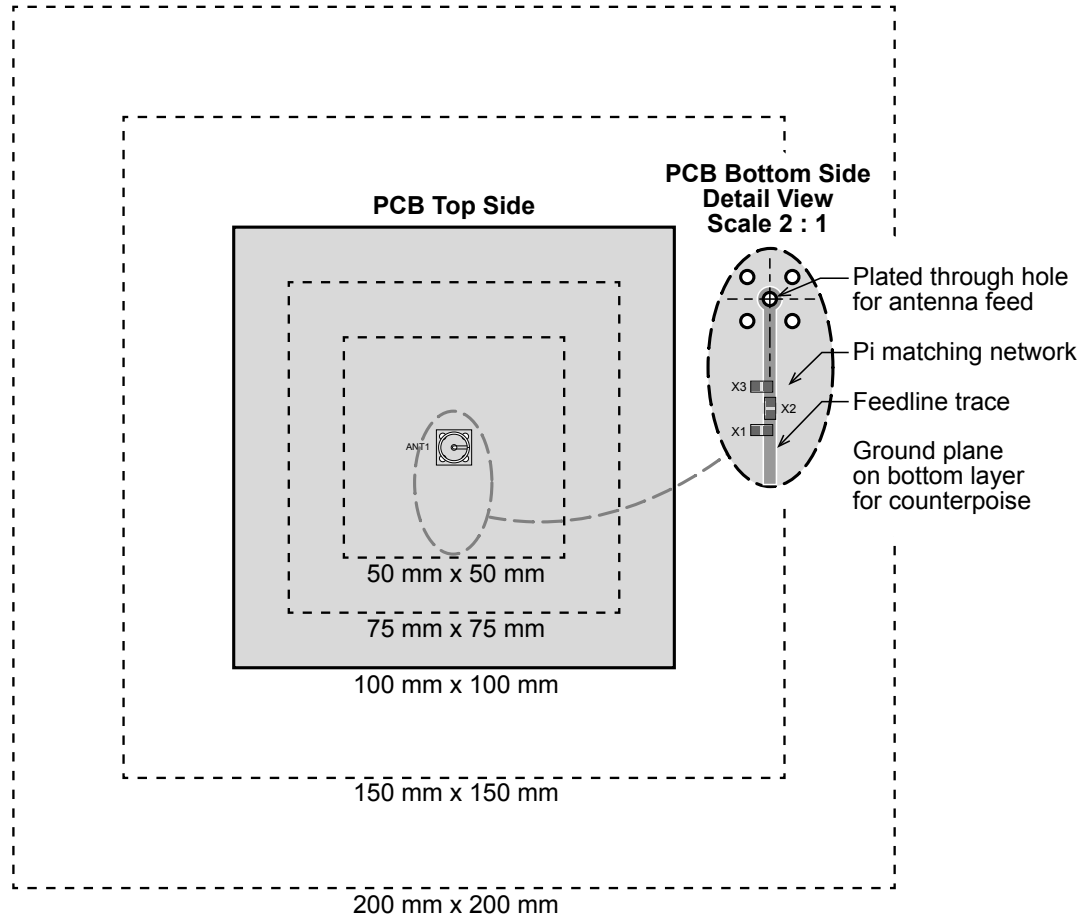 PCB Bottom Side
Detail View
Scale 2 : 1
PCB Top Side
Plated through hole
for antenna feed
Pi matching network
X3
Feedline trace
X2
X1
ANT1
Ground plane
on bottom layer
for counterpoise
50 mm x 50 mm
75 mm x 75 mm
100 mm x 100 mm
150 mm x 150 mm
200 mm x 200 mm